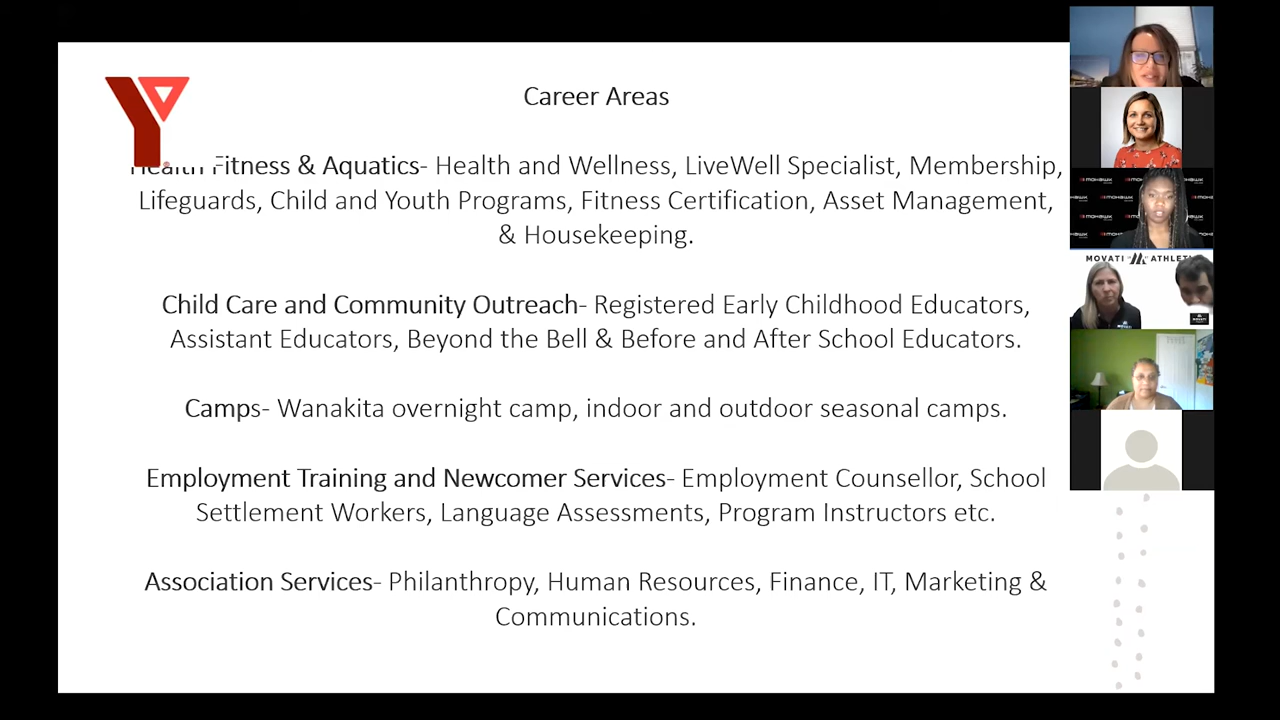 Career Areas
Health Fitness & Aquatics- Health and Wellness, LiveWell Specialist, Membership,
Lifeguards, Child and Youth Programs, Fitness Certification, Asset Management,
& Housekeeping.
Child Care and Community Outreach- Registered Early Childhood Educators,
Assistant Educators, Beyond the Bell & Before and After School Educators.
Camps- Wanakita overnight camp, indoor and outdoor seasonal camps.
Employment Training and Newcomer Services- Employment Counsellor, School
Settlement Workers, Language Assessments, Program Instructors etc.
Association Services- Philanthropy, Human Resources, Finance, IT, Marketing &
Communications.
mohawk
MOVATI ATHLETI